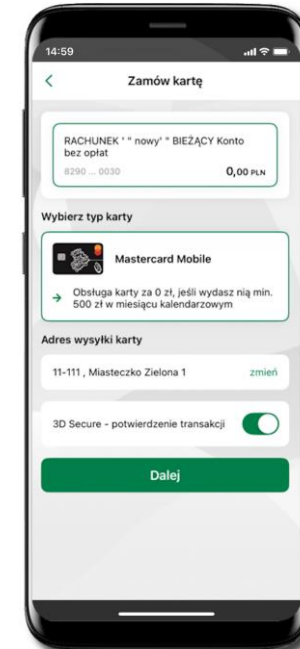 14:59
Zamów kartę
RACHUNEK ' " nowy' " BIEŻĄCY Konto
bez opłat
8290 ... 0030 0,00 PLN
Wybierz typ karty
Mastercard Mobile
Obsługa karty za 0 zł, jeśli wydasz nią min.
500 zł w miesiącu kalendarzowym
Adres wysyłki karty
11-111 , Miasteczko Zielona 1 zmień
3D Secure - potwierdzenie transakcji
Dalej